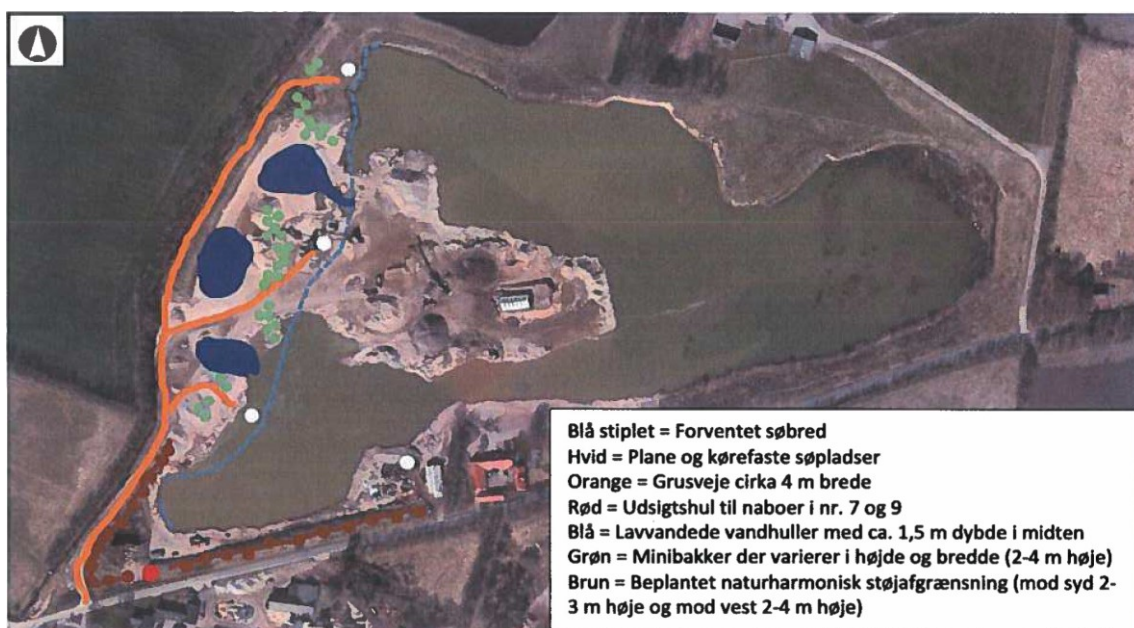 Blå stiplet = Forventet søbred
Hvid = Plane og kørefaste søpladser
Orange = Grusveje cirka 4 m brede
Rød = Udsigtshul til naboer i nr. 7 og 9
Blå = Lavvandede vandhuller med ca. 1,5 m dybde i midten
Grøn = Minibakker der varierer i højde og bredde (2-4 m høje)
Brun = Beplantet naturharmonisk støjafgrænsning (mod syd 2-
3 m høje og mod vest 2-4 m høje)